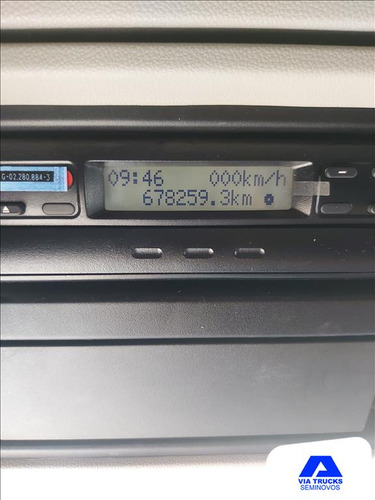 G-02.280.884-3
09:46 000km/h
678259.3km
VIA TRUCKS
SEMINOVOS